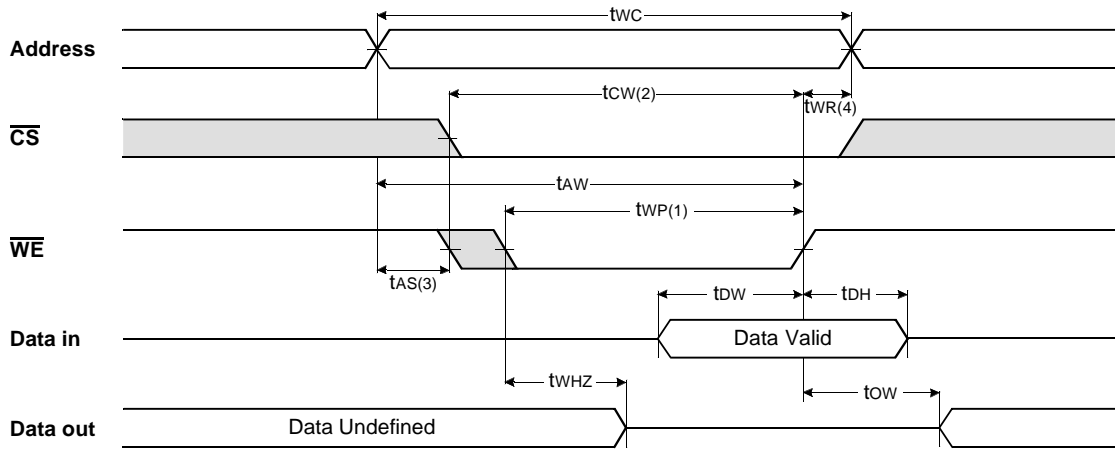 tWC
Address
tCW(2)
tWR(4)
CS
tAW
tWP(1)
WE
tAS(3)
tDW
tDH
Data in
Data Valid
tWHZ
tOW
Data out
Data Undefined